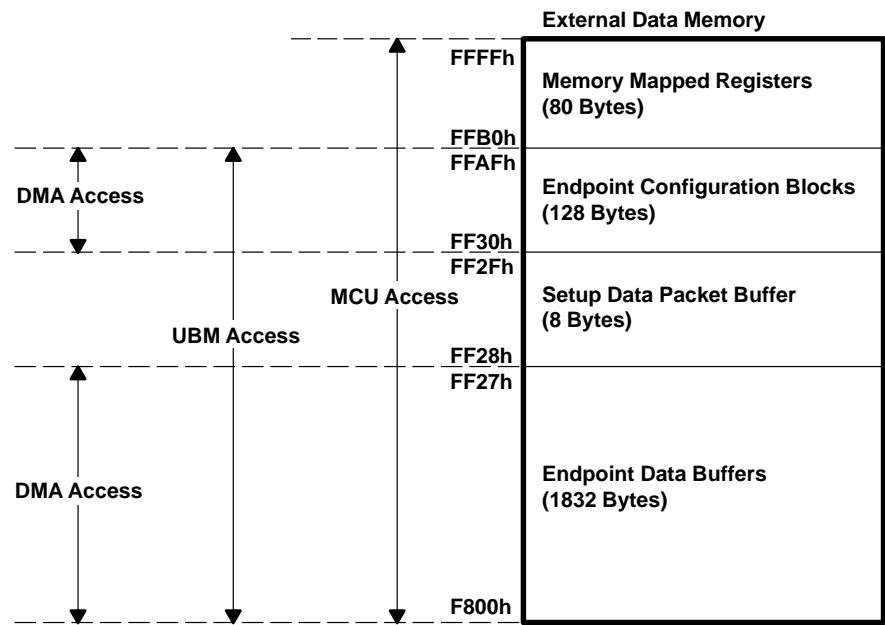 External Data Memory
FFFFh
Memory Mapped Registers
(80 Bytes)
FFB0h
FFAFh
DMA Access
Endpoint Configuration Blocks
(128 Bytes)
FF30h
FF2Fh
MCU Access
Setup Data Packet Buffer
(8 Bytes)
UBM Access
FF28h
FF27h
DMA Access
Endpoint Data Buffers
(1832 Bytes)
F800h